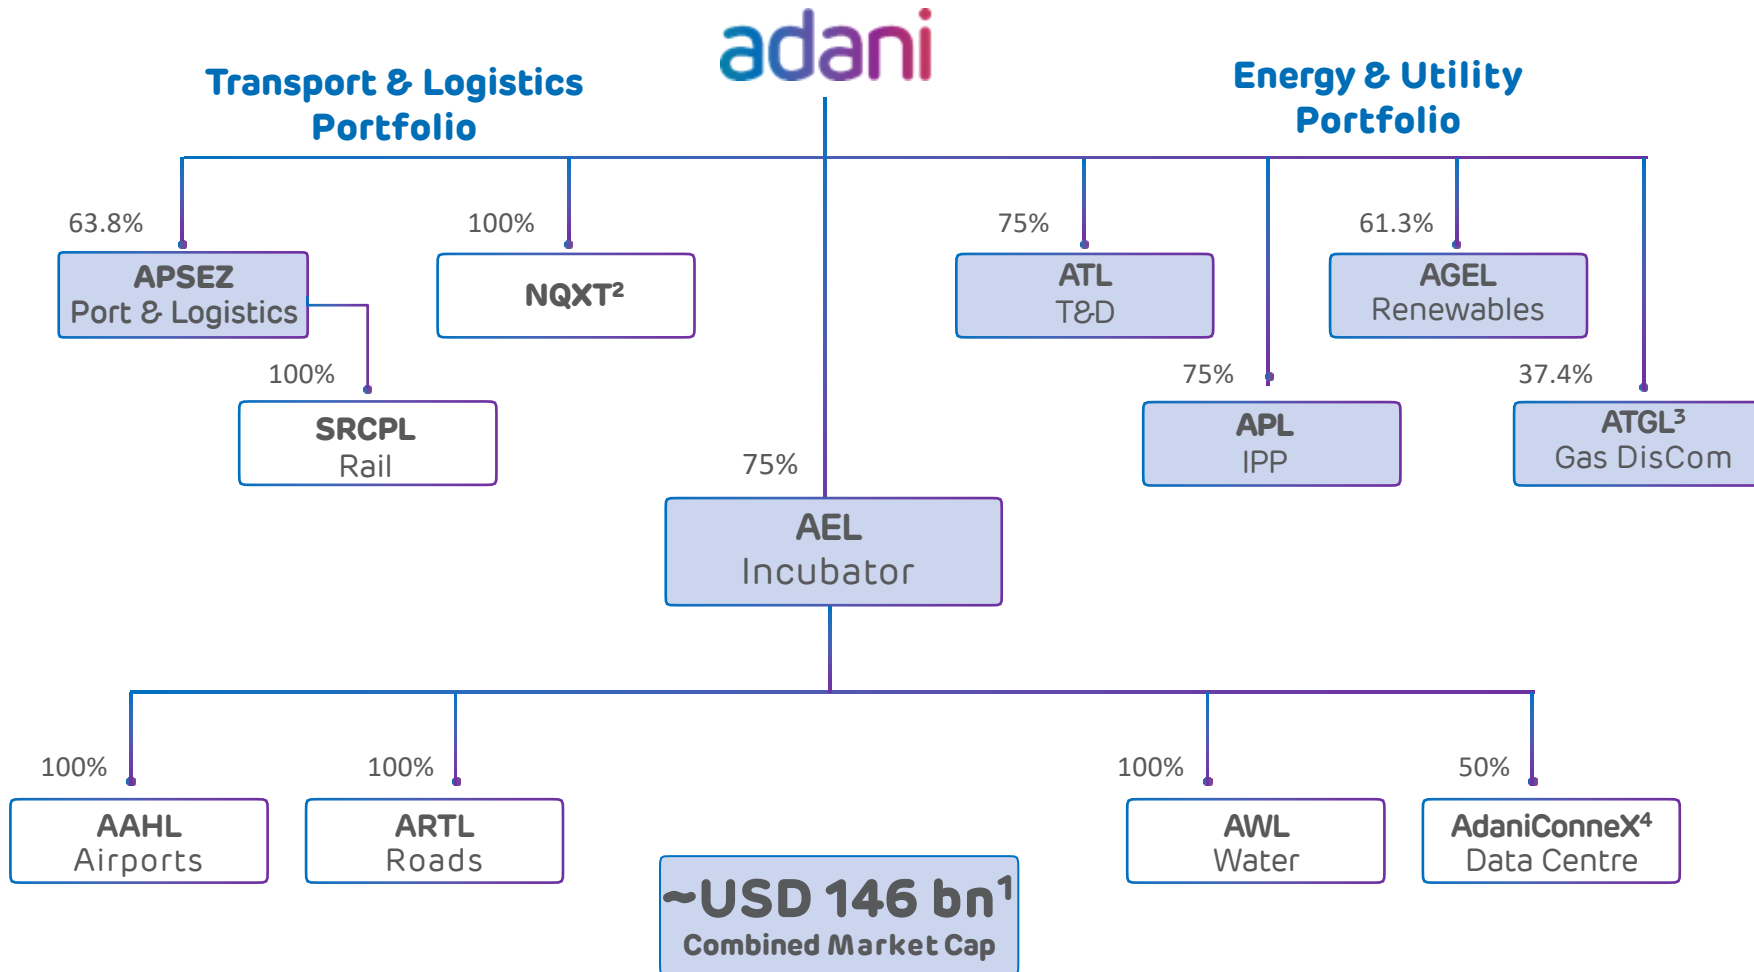 adani
Transport & Logistics
Portfolio
Energy & Utility
Portfolio
63.8%
APSEZ
Port & Logistics
100%
NQXT²
75%
ATL
T&D
61.3%
AGEL
Renewables
100%
SRCPL
Rail
75%
APL
IPP
37.4%
ATGL³
Gas DisCom
75%
AEL
Incubator
100%
AAHL
Airports
100%
ARTL
Roads
100%
AWL
Water
50%
AdaniConneX⁴
Data Centre
~USD 146 bn¹
Combined Market Cap